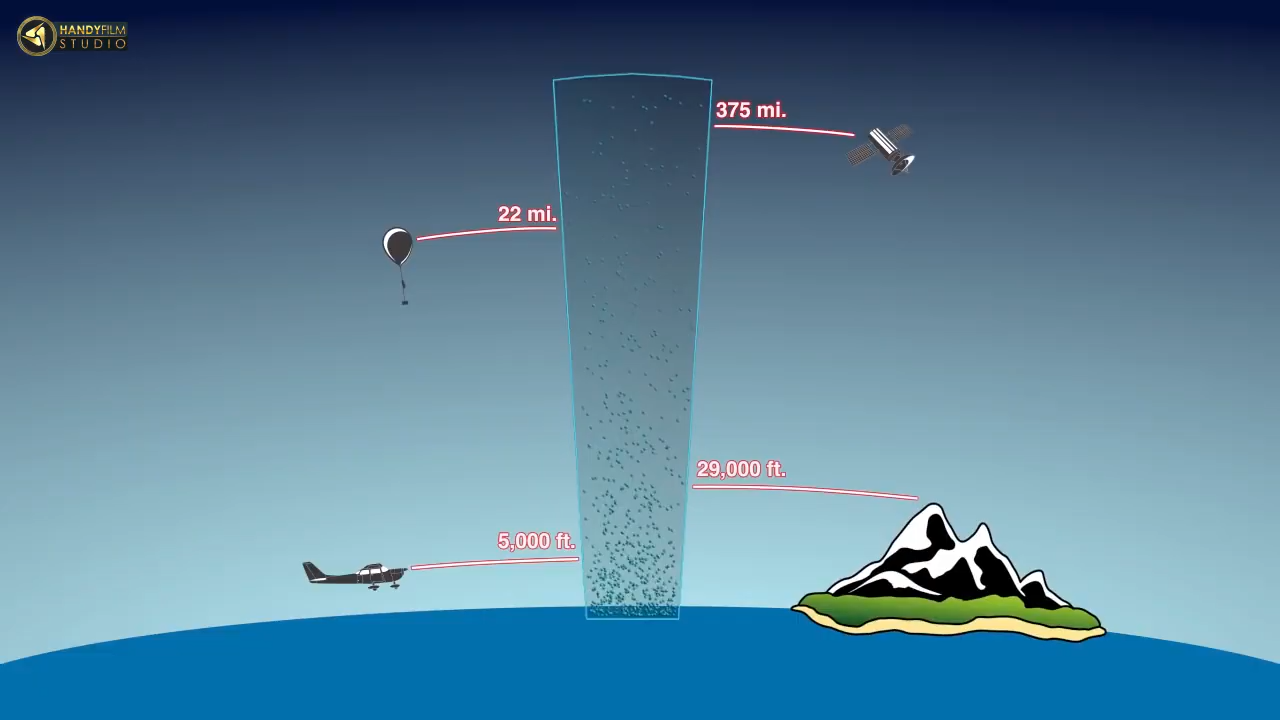 HANDYFILM
STUDIO
375 mi.
22 mi.
29,000 ft.
5,000 ft.